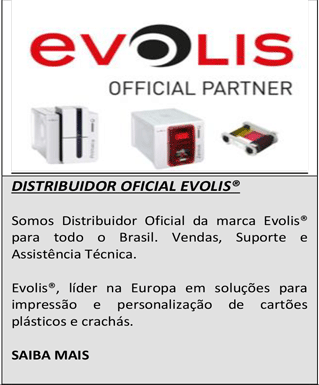 evolis
OFFICIAL PARTNER
DISTRIBUIDOR OFICIAL EVOLIS®
Somos Distribuidor Oficial da marca Evolis®
para todo o Brasil. Vendas, Suporte e
Assistência Técnica.
Evolis®, líder na Europa em soluções para
impressão e personalização de cartões
plásticos e crachás.
SAIBA MAIS